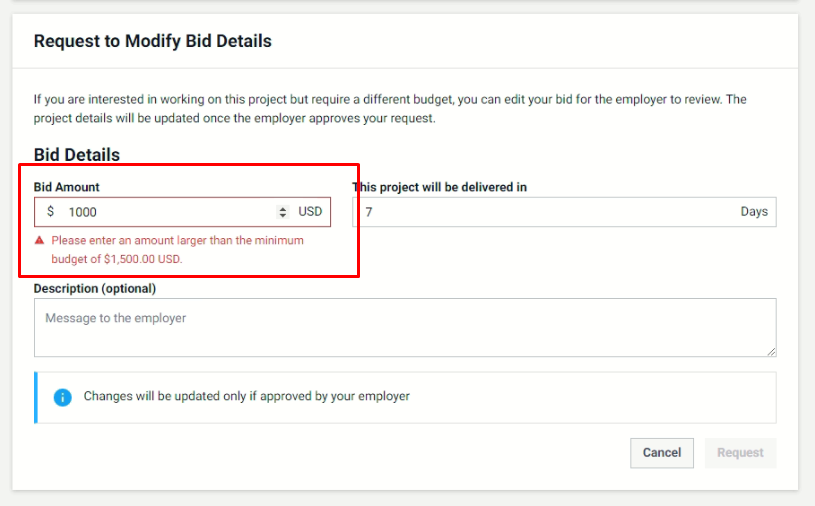 Request to Modify Bid Details
If you are interested in working on this project but require a different budget, you can edit your bid for the employer to review. The
project details will be updated once the employer approves your request.
Bid Details
Bid Amount
$ 1000 USD
Please enter an amount larger than the minimum
budget of $1,500.00 USD.
This project will be delivered in
7 Days
Description (optional)
Message to the employer
Changes will be updated only if approved by your employer
Cancel Request